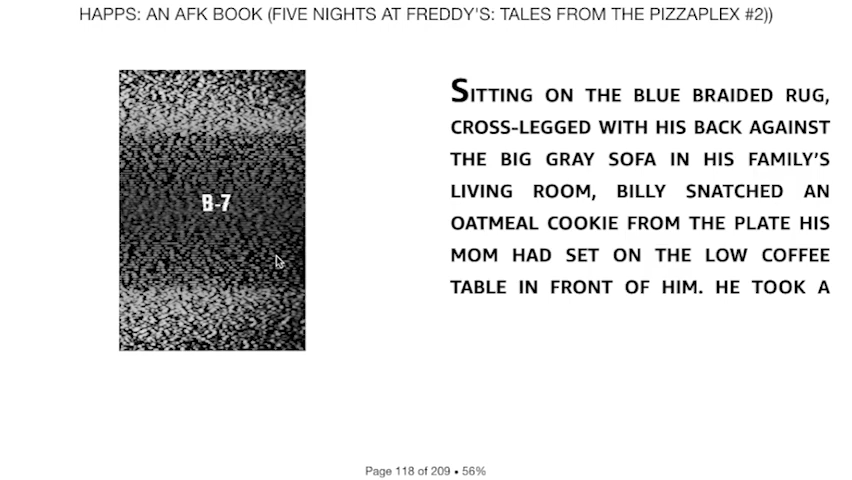 HAPPS: AN AFK BOOK (FIVE NIGHTS AT FREDDY'S: TALES FROM THE PIZZAPLEX #2))
B-7
SITTING ON THE BLUE BRAIDED RUG,
CROSS-LEGGED WITH HIS BACK AGAINST
THE BIG GRAY SOFA IN HIS FAMILY’S
LIVING ROOM, BILLY SNATCHED AN
OATMEAL COOKIE FROM THE PLATE HIS
MOM HAD SET ON THE LOW COFFEE
TABLE IN FRONT OF HIM. HE TOOK A
Page 118 of 209 • 56%